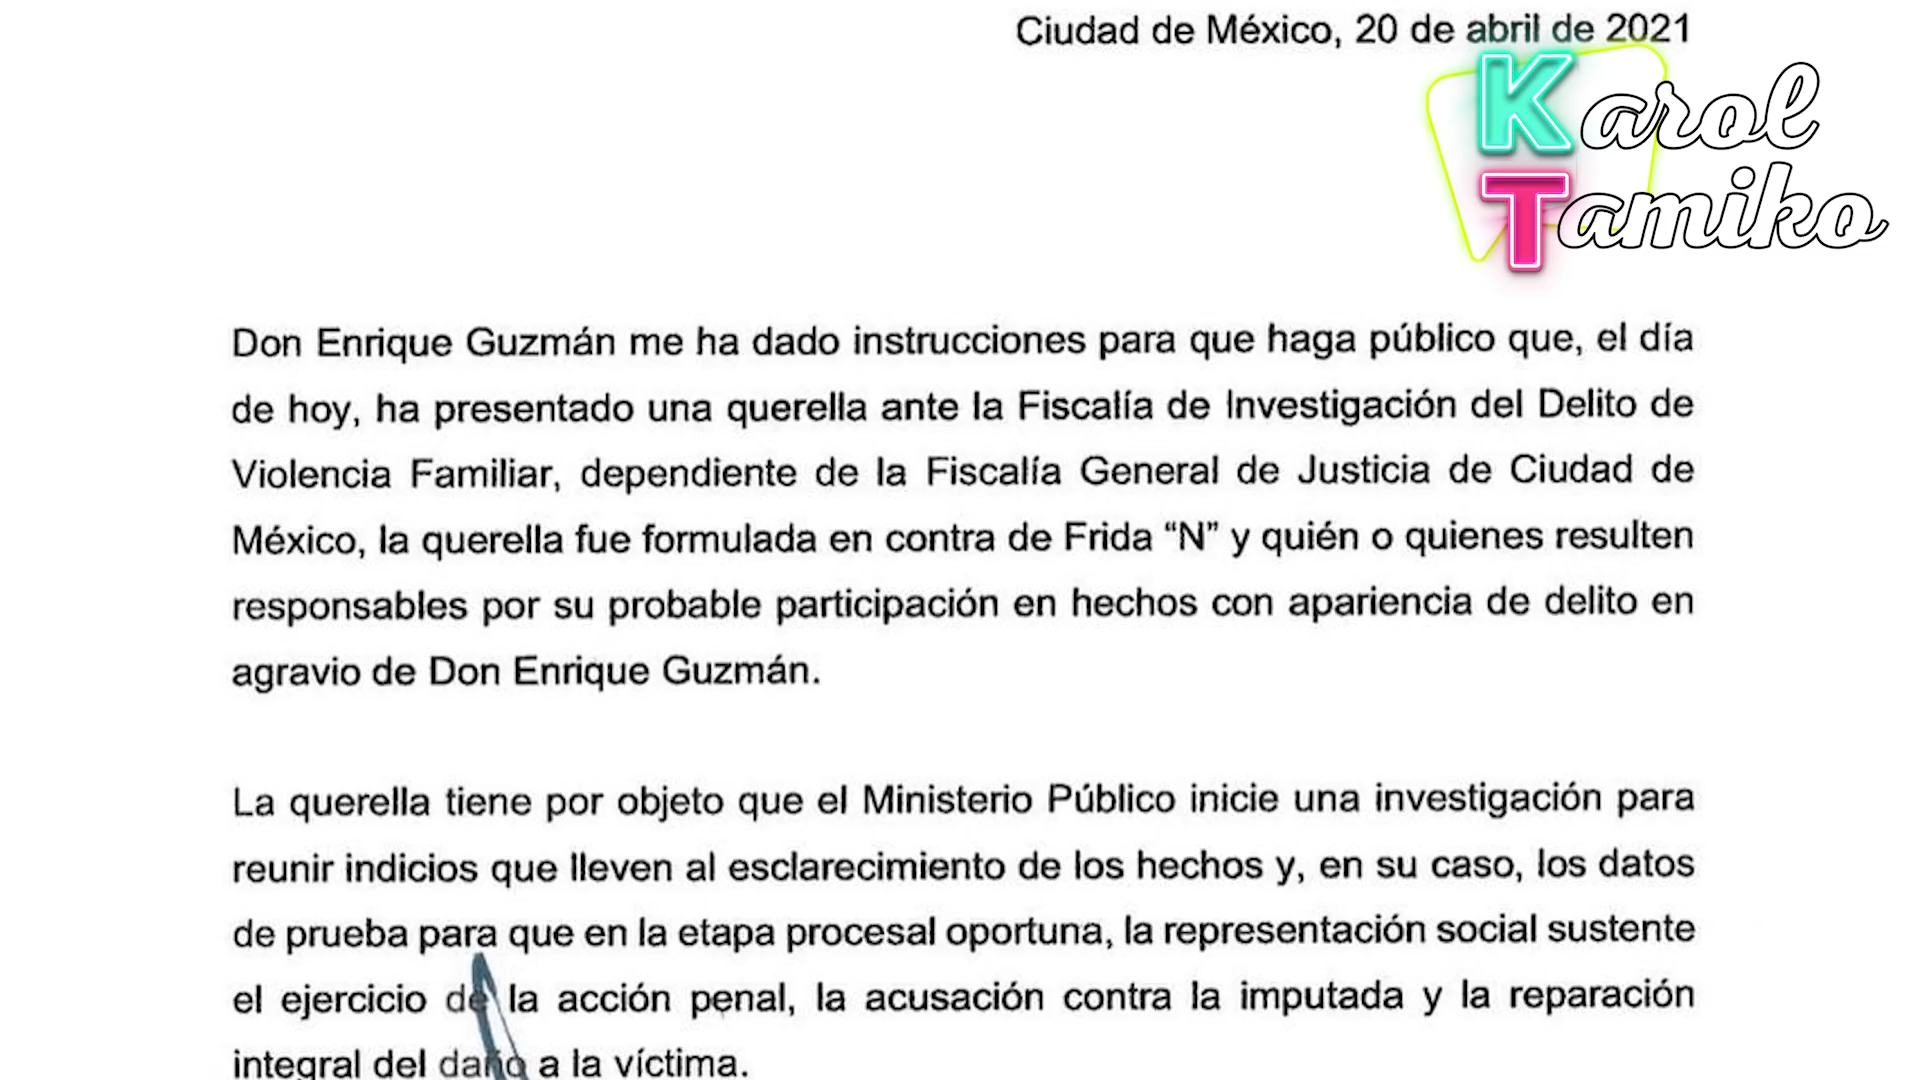 Ciudad de México, 20 de abril de 2021
Karol
Tamiko
Don Enrique Guzmán me ha dado instrucciones para que haga público que, el día
de hoy, ha presentado una querella ante la Fiscalía de Investigación del Delito de
Violencia Familiar, dependiente de la Fiscalía General de Justicia de Ciudad de
México, la querella fue formulada en contra de Frida “N” y quién o quienes resulten
responsables por su probable participación en hechos con apariencia de delito en
agravio de Don Enrique Guzmán.
La querella tiene por objeto que el Ministerio Público inicie una investigación para
reunir indicios que lleven al esclarecimiento de los hechos y, en su caso, los datos
de prueba para que en la etapa procesal oportuna, la representación social sustente
el ejercicio de la acción penal, la acusación contra la imputada y la reparación
integral del daño a la víctima.